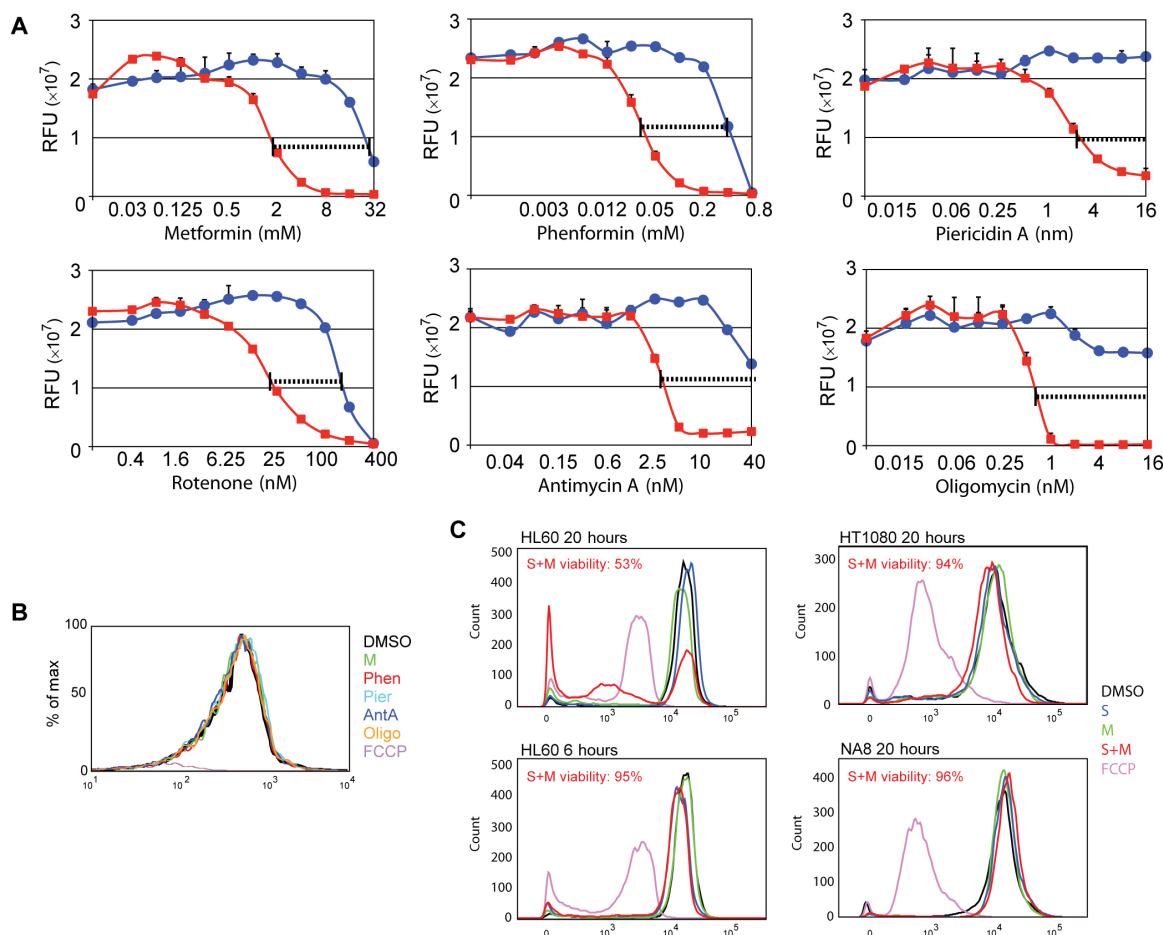 A
3
2
1
0
RFU (×10⁷)
0.03 0.125 0.5 2 8 32
Metformin (mM)
3
2
1
0
RFU (×10⁷)
0.003 0.012 0.05 0.2 0.8
Phenformin (mM)
3
2
1
0
RFU (×10⁷)
0.015 0.06 0.25 1 4 16
Piericidin A (nm)
3
2
1
0
RFU (×10⁷)
0.4 1.6 6.25 25 100 400
Rotenone (nM)
3
2
1
0
RFU (×10⁷)
0.04 0.15 0.6 2.5 10 40
Antimycin A (nM)
3
2
1
0
RFU (×10⁷)
0.015 0.06 0.25 1 4 16
Oligomycin (nM)
B
100
50
0
% of max
10¹ 10² 10³ 10⁴
DMSO
M
Phen
Pier
AntA
Oligo
FCCP
C
HL60 20 hours
S+M viability: 53%
500
400
300
200
100
0
Count
0 10³ 10⁴ 10⁵
HT1080 20 hours
S+M viability: 94%
300
200
100
0
Count
0 10³ 10⁴ 10⁵
HL60 6 hours
S+M viability: 95%
500
400
300
200
100
0
Count
0 10³ 10⁴ 10⁵
NA8 20 hours
S+M viability: 96%
400
300
200
100
0
Count
0 10³ 10⁴ 10⁵
DMSO
S
M
S+M
FCCP